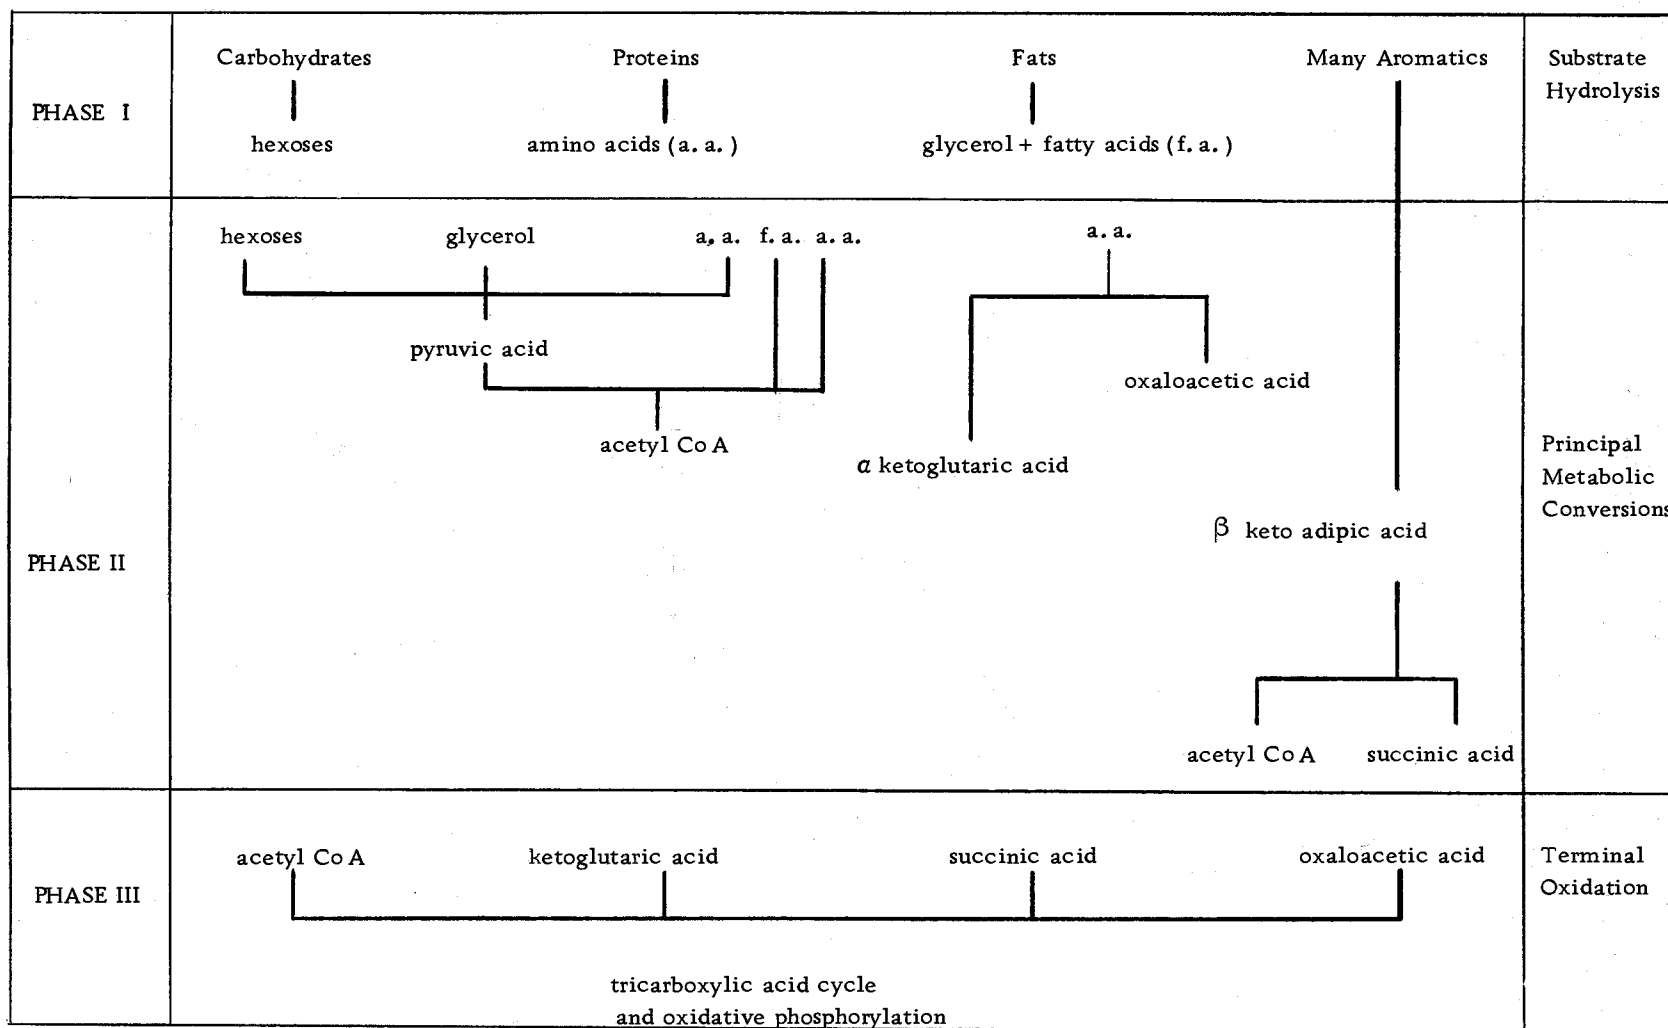 PHASE I
Carbohydrates
Proteins
Fats
Many Aromatics
Substrate
Hydrolysis
hexoses
amino acids (a. a. )
glycerol + fatty acids (f. a. )
PHASE II
hexoses
glycerol
a. a.
f. a.
a. a.
a. a.
pyruvic acid
oxaloacetic acid
acetyl Co A
α ketoglutaric acid
Principal
Metabolic
Conversions
β keto adipic acid
acetyl Co A
succinic acid
PHASE III
acetyl Co A
ketoglutaric acid
succinic acid
oxaloacetic acid
Terminal
Oxidation
tricarboxylic acid cycle
and oxidative phosphorylation